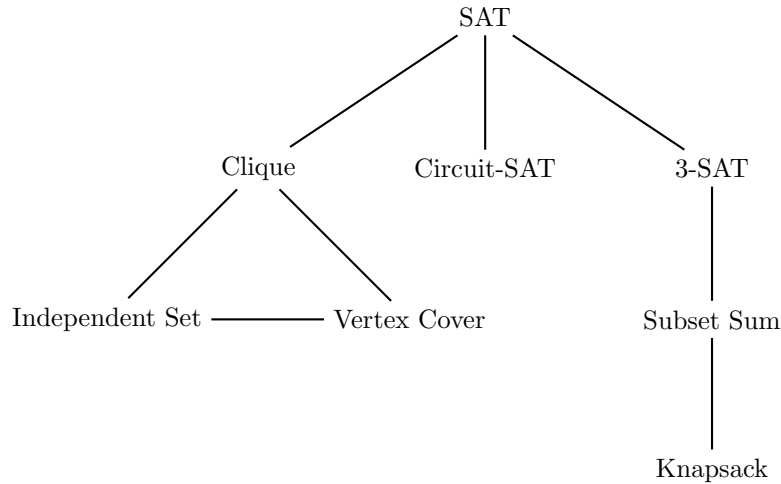 SAT
Clique
Circuit-SAT
3-SAT
Independent Set
Vertex Cover
Subset Sum
Knapsack